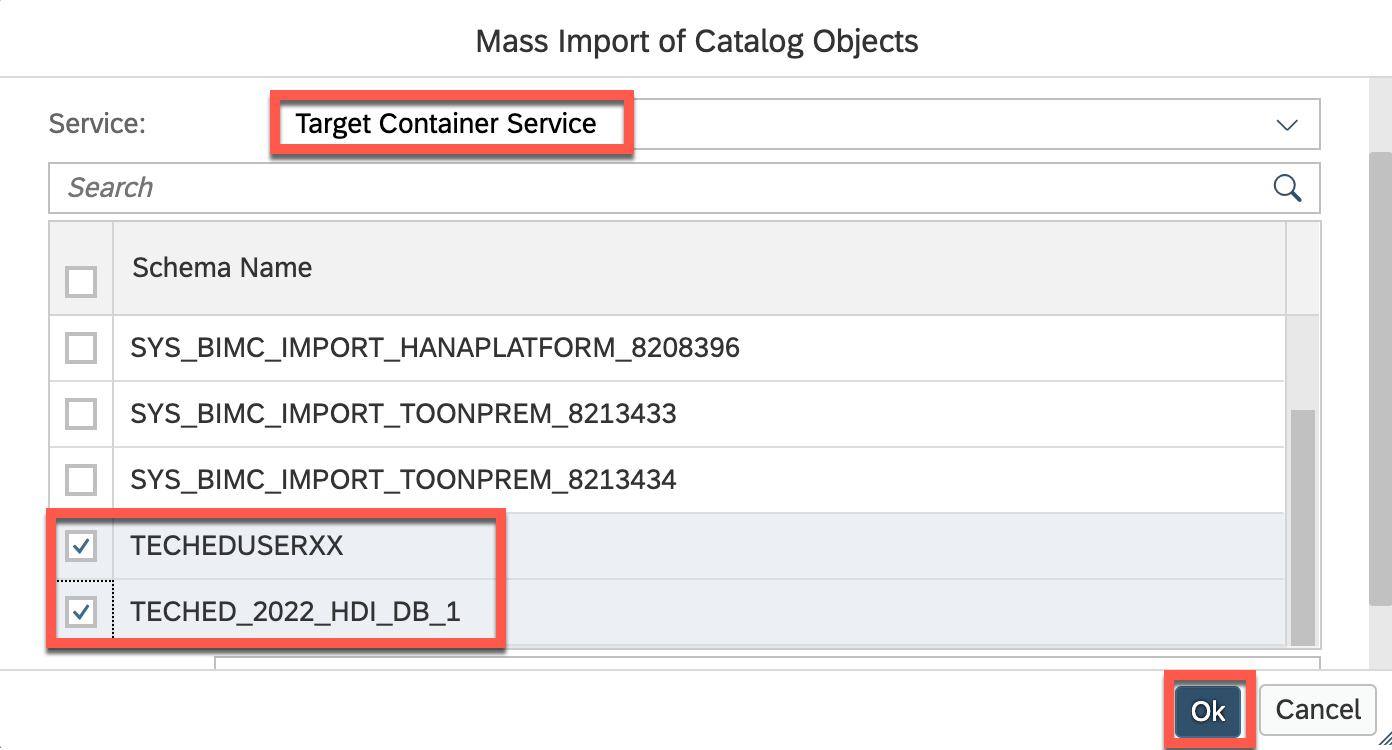 Mass Import of Catalog Objects
Service: Target Container Service
Search
Schema Name
SYS_BIMC_IMPORT_HANAPLATFORM_8208396
SYS_BIMC_IMPORT_TOONPREM_8213433
SYS_BIMC_IMPORT_TOONPREM_8213434
TECHEDUSERXX
TECHED_2022_HDI_DB_1
Ok Cancel